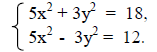 5x² + 3y² = 18,
5x² - 3y² = 12.